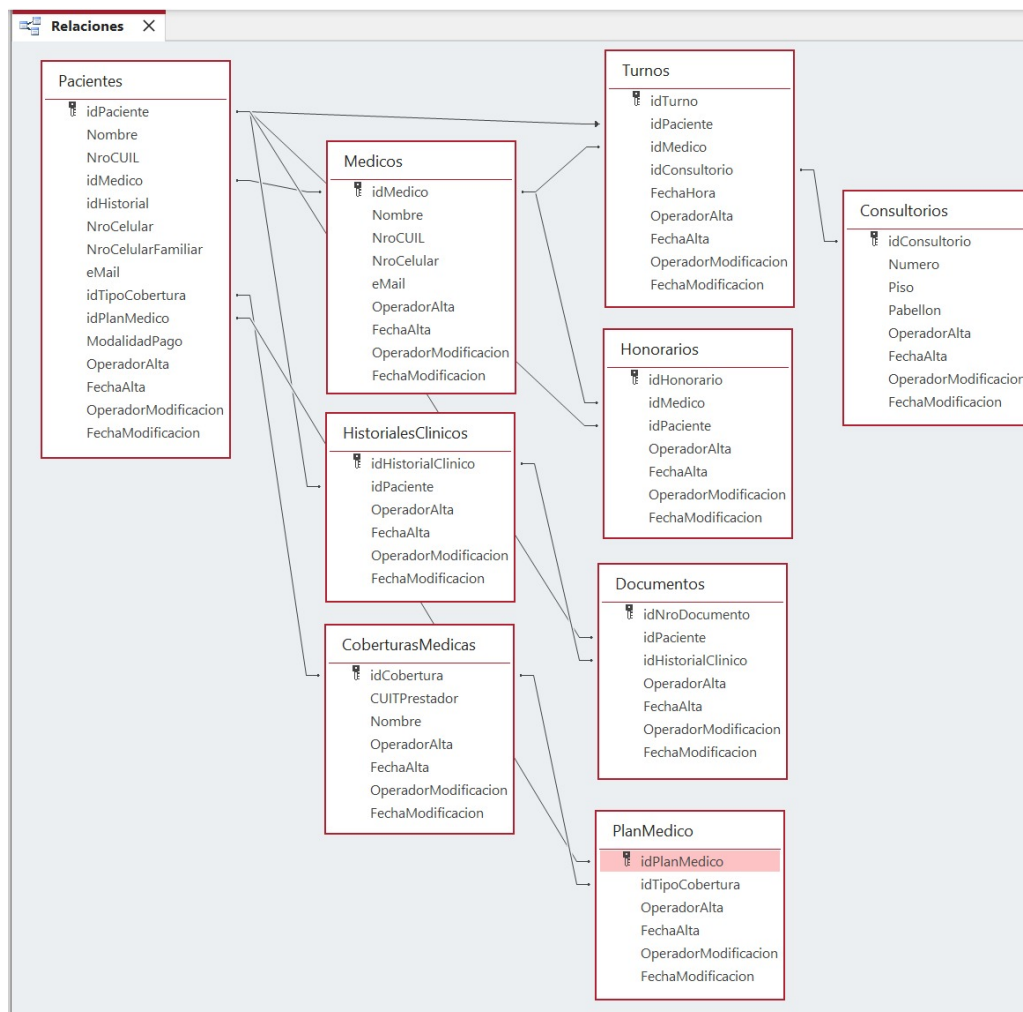 Relaciones
Pacientes
idPaciente
Nombre
NroCUIL
idMedico
idHistorial
NroCelular
NroCelularFamiliar
eMail
idTipoCobertura
idPlanMedico
ModalidadPago
OperadorAlta
FechaAlta
OperadorModificacion
FechaModificacion
Medicos
idMedico
Nombre
NroCUIL
NroCelular
eMail
OperadorAlta
FechaAlta
OperadorModificacion
FechaModificacion
HistorialesClinicos
idHistorialClinico
idPaciente
OperadorAlta
FechaAlta
OperadorModificacion
FechaModificacion
CoberturasMedicas
idCobertura
CUITPrestador
Nombre
OperadorAlta
FechaAlta
OperadorModificacion
FechaModificacion
Turnos
idTurno
idPaciente
idMedico
idConsultorio
FechaHora
OperadorAlta
FechaAlta
OperadorModificacion
FechaModificacion
Honorarios
idHonorario
idMedico
idPaciente
OperadorAlta
FechaAlta
OperadorModificacion
FechaModificacion
Documentos
idNroDocumento
idPaciente
idHistorialClinico
OperadorAlta
FechaAlta
OperadorModificacion
FechaModificacion
PlanMedico
idPlanMedico
idTipoCobertura
OperadorAlta
FechaAlta
OperadorModificacion
FechaModificacion
Consultorios
idConsultorio
Numero
Piso
Pabellon
OperadorAlta
FechaAlta
OperadorModificacion
FechaModificacion